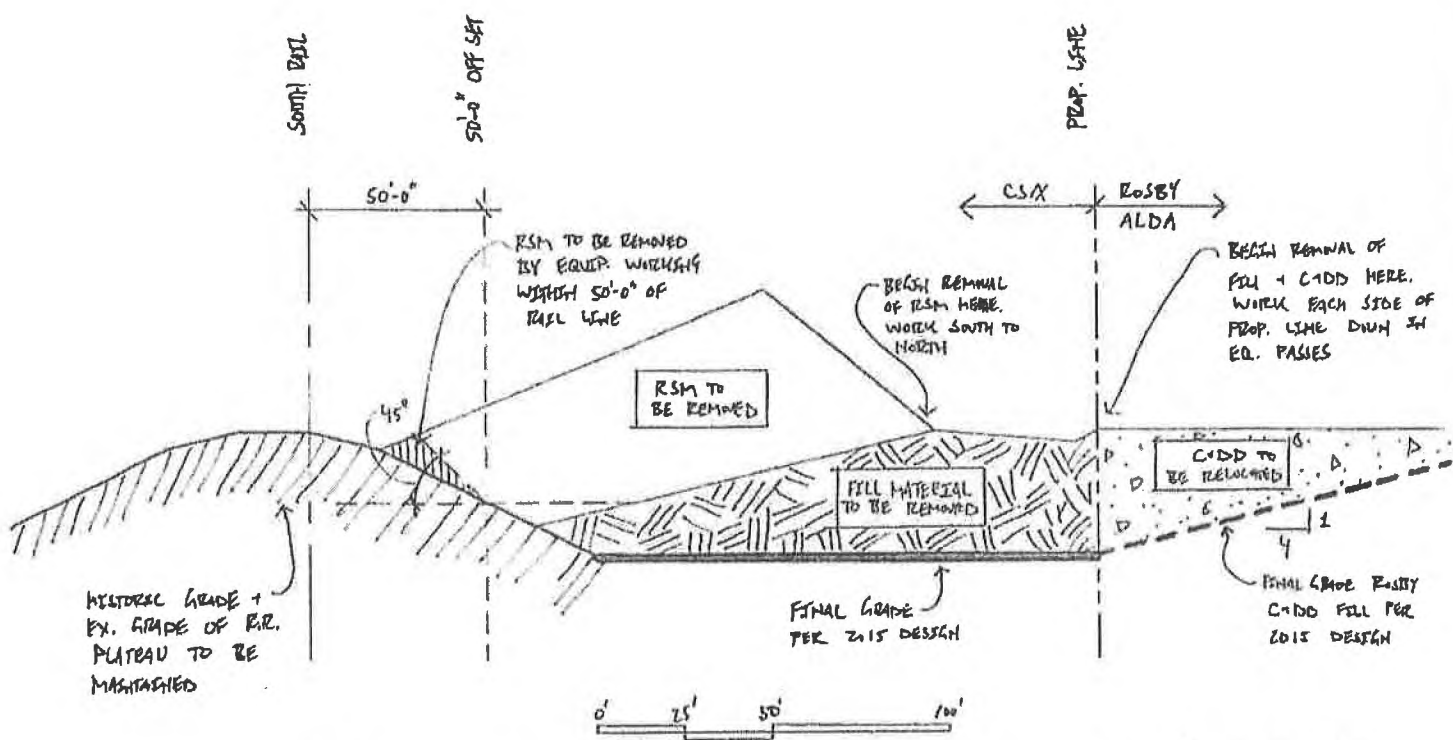 SOUTH RAIL
50'-0" OFFSET
PROP. LINE
50'-0"
CSX
ROSBY
ALDA
RSM TO BE REMOVED
BY EQUIP. WORKING
WITHIN 50'-0" OF
RAIL LINE
BEGIN REMOVAL
OF RSM HERE.
WORK SOUTH TO
NORTH
BEGIN REMOVAL OF
FILL + C+DD HERE.
WORK EACH SIDE OF
PROP. LINE DOWN IN
EQ. PASSES
45°
RSM TO
BE REMOVED
FILL MATERIAL
TO BE REMOVED
C+DD TO
BE RELOCATED
1
4
HISTORIC GRADE +
EX. GRADE OF R.R.
PLATEAU TO BE
MAINTAINED
FINAL GRADE
PER 2015 DESIGN
FINAL GRADE ROSBY
C+DD FILL PER
2015 DESIGN
0' 25' 50' 100'